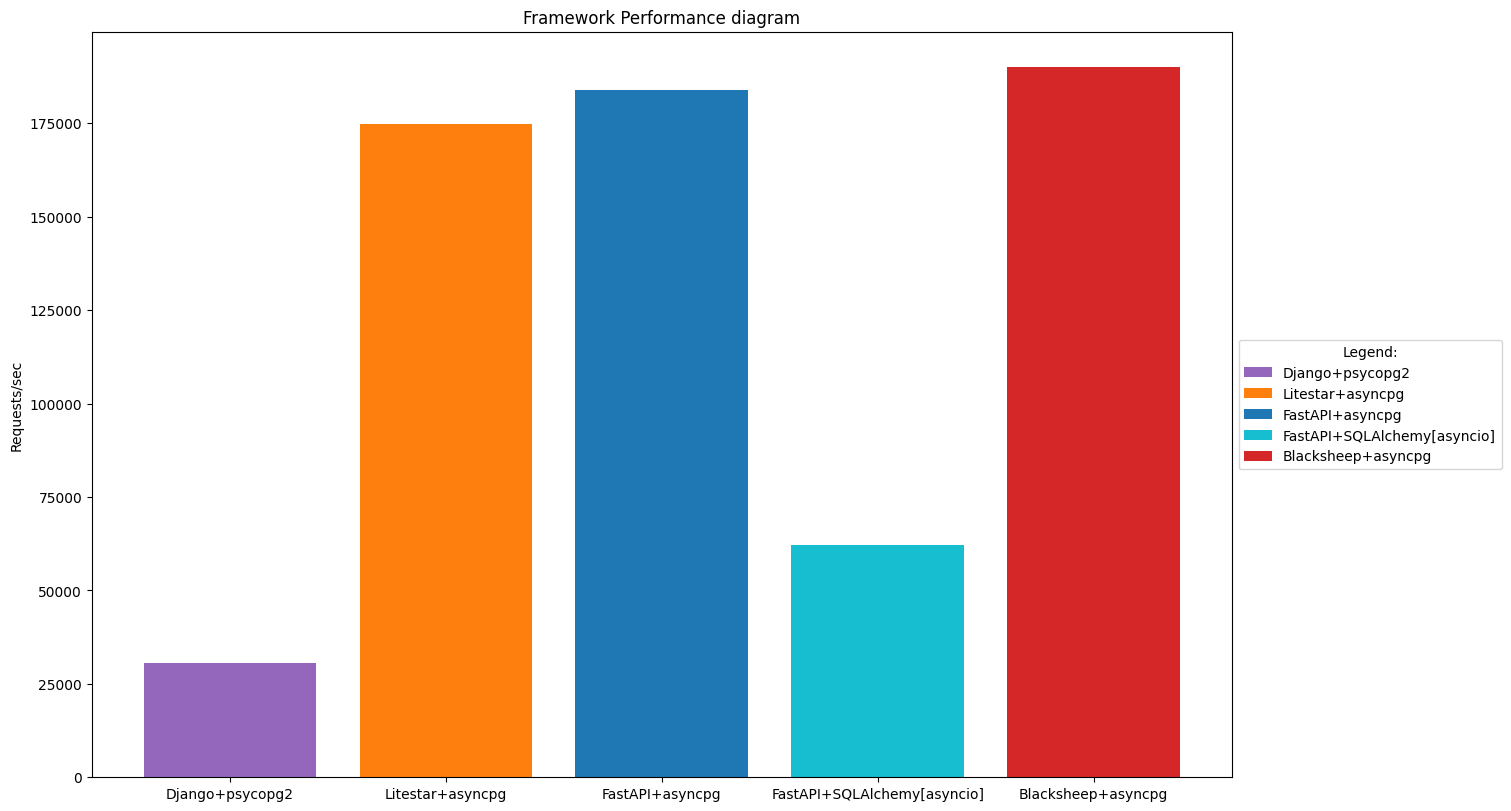 Framework Performance diagram
Requests/sec
175000
150000
125000
100000
75000
50000
25000
0
Django+psycopg2
Litestar+asyncpg
FastAPI+asyncpg
FastAPI+SQLAlchemy[asyncio]
Blacksheep+asyncpg
Legend:
Django+psycopg2
Litestar+asyncpg
FastAPI+asyncpg
FastAPI+SQLAlchemy[asyncio]
Blacksheep+asyncpg